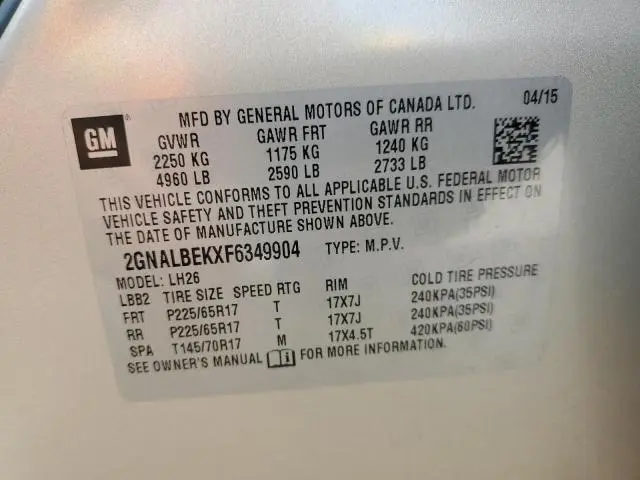 MFD BY GENERAL MOTORS OF CANADA LTD. 04/15
GM
GVWR GAWR FRT GAWR RR
2250 KG 1175 KG 1240 KG
4960 LB 2590 LB 2733 LB
THIS VEHICLE CONFORMS TO ALL APPLICABLE U.S. FEDERAL MOTOR
VEHICLE SAFETY AND THEFT PREVENTION STANDARDS IN EFFECT ON
THE DATE OF MANUFACTURE SHOWN ABOVE.
2GNALBEKXF6349904 TYPE: M.P.V.
MODEL: LH26
LBB2 TIRE SIZE SPEED RTG RIM COLD TIRE PRESSURE
FRT P225/65R17 T 17X7J 240KPA(35PSI)
RR P225/65R17 T 17X7J 240KPA(35PSI)
SPA T145/70R17 M 17X4.5T 420KPA(60PSI)
SEE OWNER'S MANUAL FOR MORE INFORMATION.